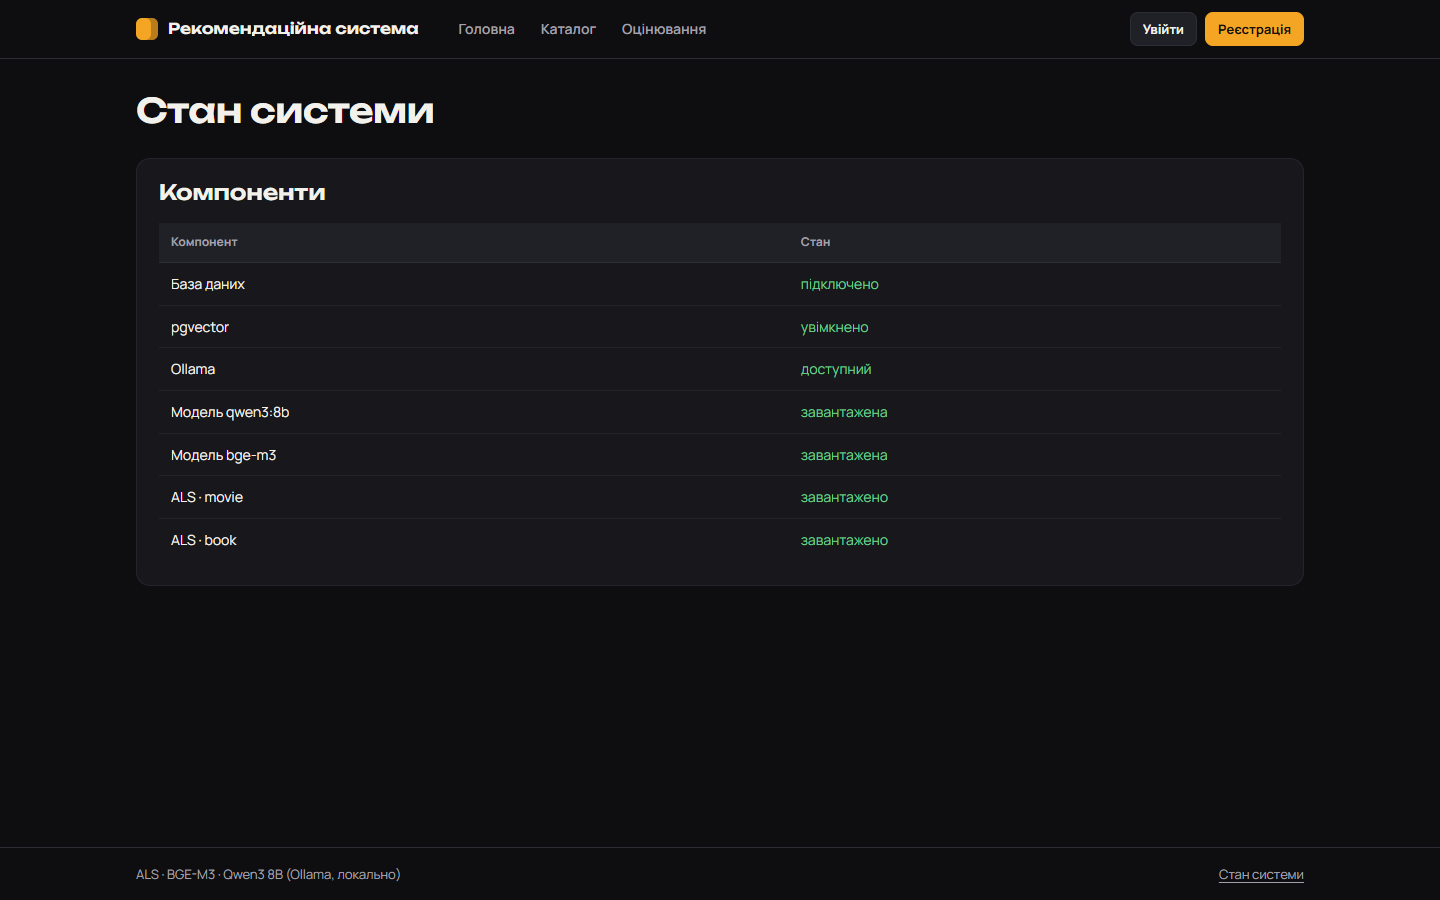 Рекомендаційна система Головна Каталог Оцінювання Увійти Реєстрація
Стан системи
Компоненти
Компонент Стан
База даних підключено
pgvector увімкнено
Ollama доступний
Модель qwen3:8b завантажена
Модель bge-m3 завантажена
ALS · movie завантажено
ALS · book завантажено
ALS · BGE-M3 · Qwen3 8B (Ollama, локально) Стан системи